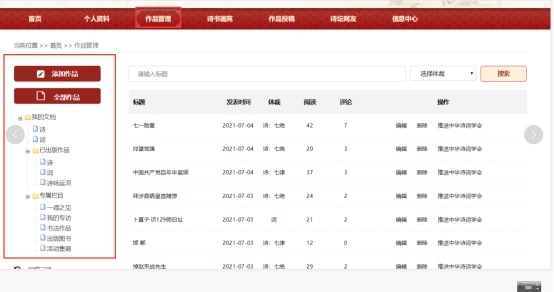 首页 个人资料 作品管理 诗书画苑 作品投稿 诗坛网友 信息中心
当前位置 >> 首页 >> 作品管理
添加作品
全部作品
我的文档
诗
词
已出版作品
诗
词
诗咏运河
专属栏目
一得之见
我的专访
书法作品
出版图书
活动集锦
请输入标题 选择体裁 搜索
标题 发表时间 体裁 阅读 评论 操作
七一敬童 2021-07-04 诗：七绝 42 7 编辑 删除 推送中华诗词学会
仰望党旗 2021-07-04 诗：七绝 20 3 编辑 删除 推送中华诗词学会
中国共产党百年华诞颂 2021-07-04 诗：七律 37 3 编辑 删除 推送中华诗词学会
2021-07-03 诗：七绝 24 2 编辑 删除 推送中华诗词学会
卜算子·访129师旧址 2021-07-03 词 21 2 编辑 删除 推送中华诗词学会
邯 郸 2021-07-03 诗：七律 12 0 编辑 删除 推送中华诗词学会
2021-07-03 诗：七绝 29 2 编辑 删除 推送中华诗词学会